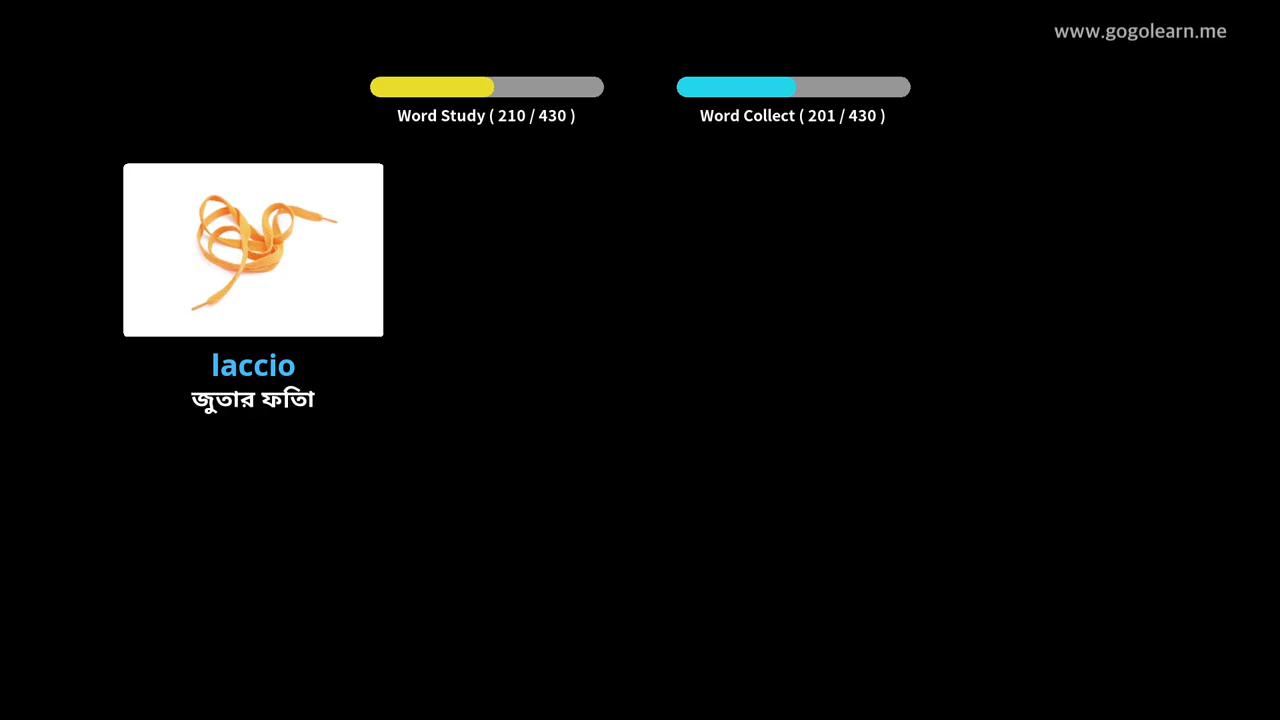 www.gogolearn.me
Word Study ( 210 / 430 )
Word Collect ( 201 / 430 )
laccio
জুতার ফিতা